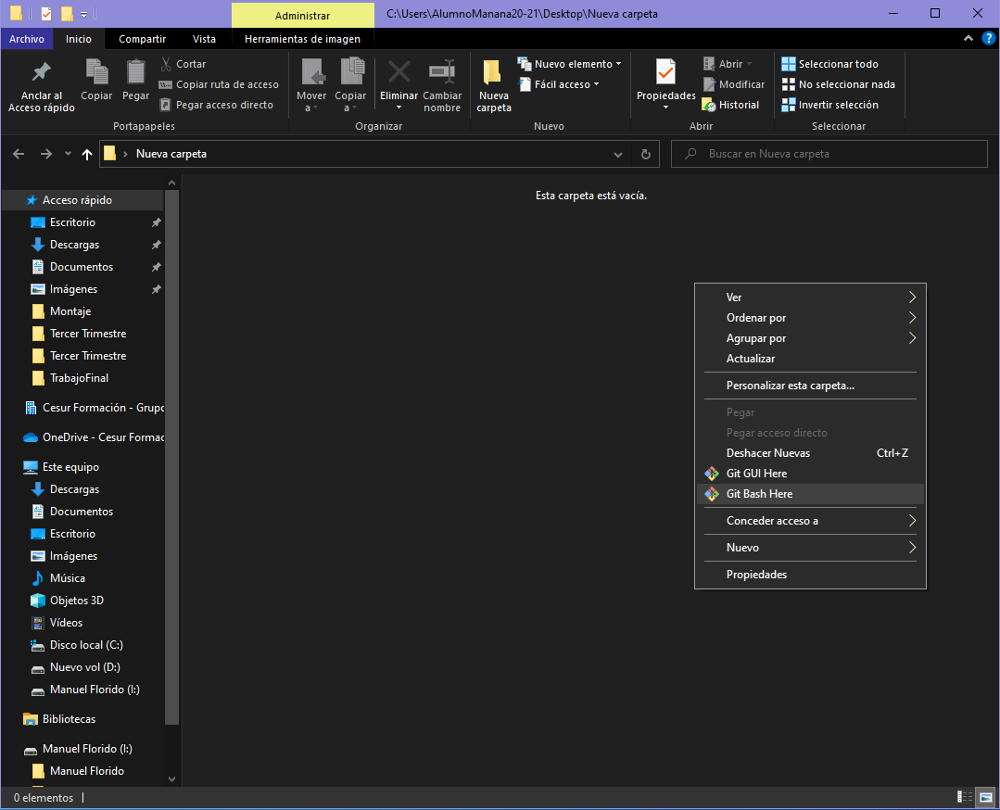 Administrar
C:\Users\AlumnoManana20-21\Desktop\Nueva carpeta
Archivo
Inicio
Compartir
Vista
Herramientas de imagen
?
Anclar al
Acceso rápido
Copiar
Pegar
Cortar
Copiar ruta de acceso
Pegar acceso directo
Portapapeles
Mover
a
Copiar
a
Eliminar
Cambiar
nombre
Organizar
Nueva
carpeta
Nuevo elemento
Fácil acceso
Nuevo
Propiedades
Abrir
Modificar
Historial
Abrir
Seleccionar todo
No seleccionar nada
Invertir selección
Seleccionar
Nueva carpeta
Buscar en Nueva carpeta
Acceso rápido
Escritorio
Descargas
Documentos
Imágenes
Montaje
Tercer Trimestre
Tercer Trimestre
TrabajoFinal
Cesur Formación - Grupo
OneDrive - Cesur Formac
Este equipo
Descargas
Documentos
Escritorio
Imágenes
Música
Objetos 3D
Vídeos
Disco local (C:)
Nuevo vol (D:)
Manuel Florido (I:)
Bibliotecas
Manuel Florido (I:)
Manuel Florido
Esta carpeta está vacía.
Ver
Ordenar por
Agrupar por
Actualizar
Personalizar esta carpeta...
Pegar
Pegar acceso directo
Deshacer Nuevas Ctrl+Z
Git GUI Here
Git Bash Here
Conceder acceso a
Nuevo
Propiedades
0 elementos